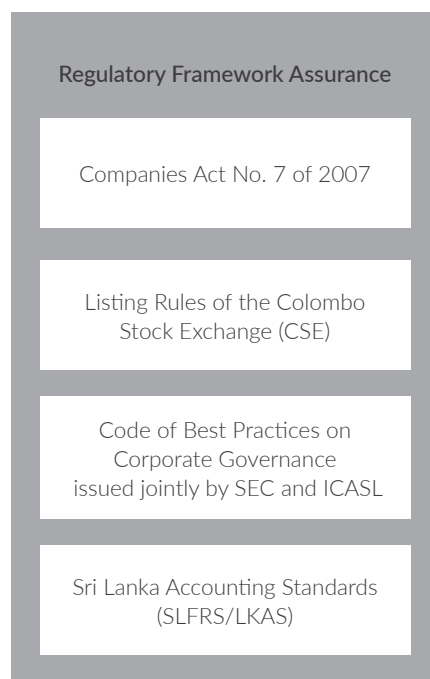 Regulatory Framework Assurance
Companies Act No. 7 of 2007
Listing Rules of the Colombo
Stock Exchange (CSE)
Code of Best Practices on
Corporate Governance
issued jointly by SEC and ICASL
Sri Lanka Accounting Standards
(SLFRS/LKAS)